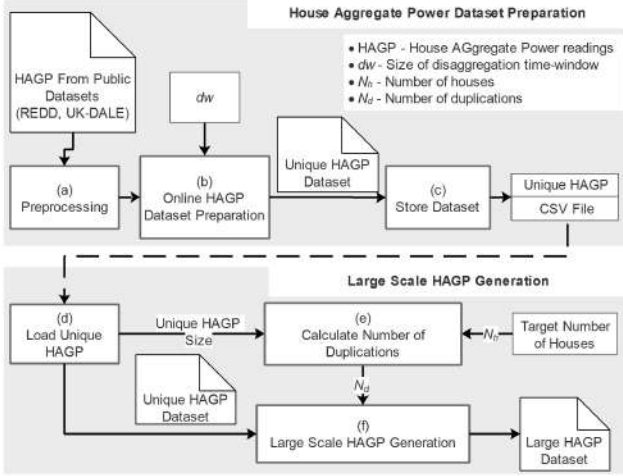 House Aggregate Power Dataset Preparation
HAGP From Public
Datasets
(REDD, UK-DALE)
dw
• HAGP - House AGgregate Power readings
• dw - Size of disaggregation time-window
• Nh - Number of houses
• Nd - Number of duplications
Unique HAGP
Dataset
(a)
Preprocessing
(b)
Online HAGP
Dataset Preparation
(c)
Store Dataset
Unique HAGP
CSV File
Large Scale HAGP Generation
(d)
Load Unique
HAGP
Unique HAGP
Size
(e)
Calculate Number of
Duplications
Nh
Target Number
of Houses
Unique HAGP
Dataset
Nd
(f)
Large Scale HAGP Generation
Large HAGP
Dataset